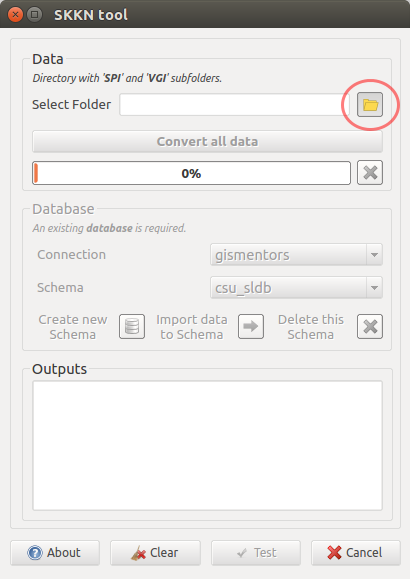 SKKN tool
Data
Directory with 'SPI' and 'VGI' subfolders.
Select Folder
Convert all data
0%
Database
An existing database is required.
Connection
gismentors
Schema
csu_sldb
Create new
Schema
Import data
to Schema
Delete this
Schema
Outputs
About
Clear
Test
Cancel